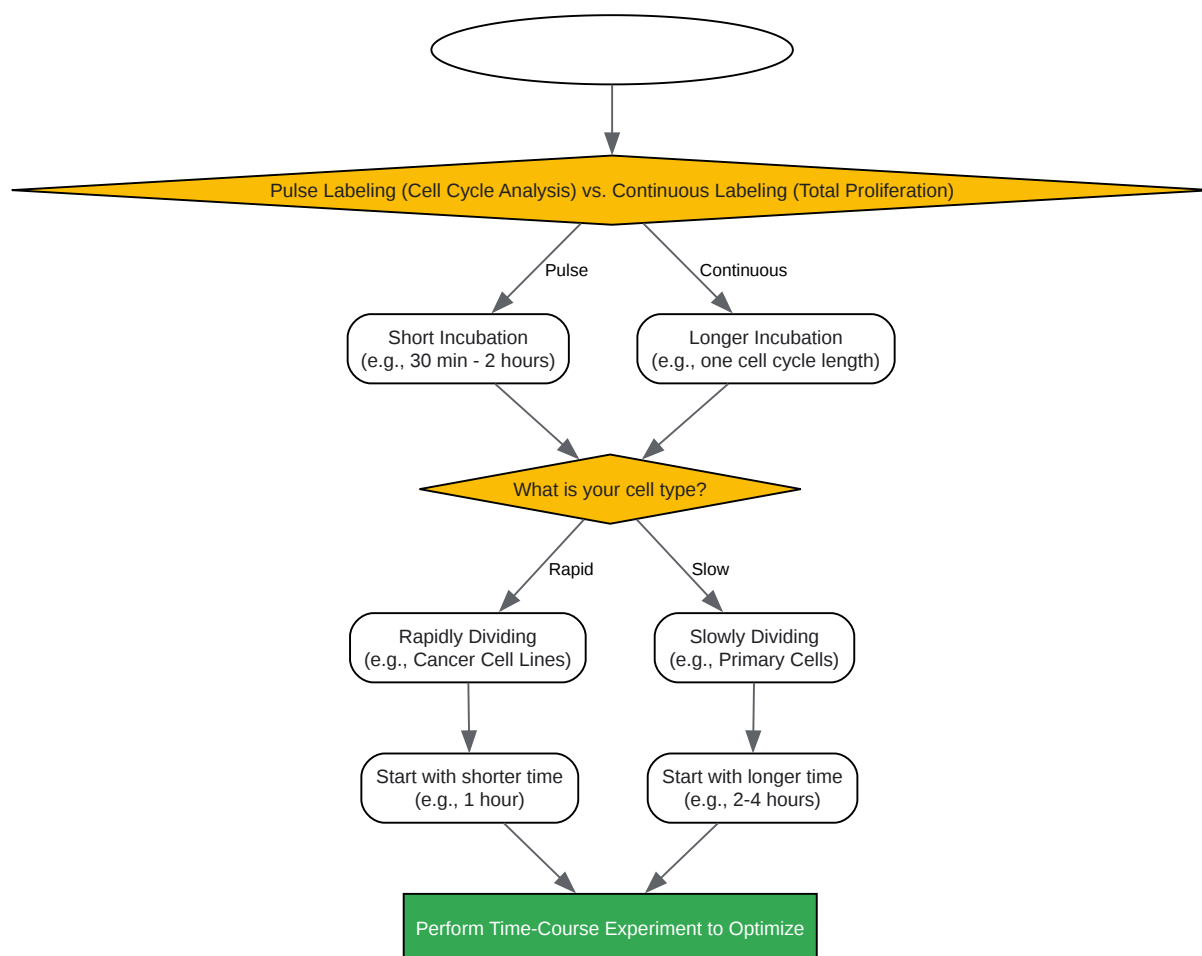 Pulse Labeling (Cell Cycle Analysis) vs. Continuous Labeling (Total Proliferation)
Pulse
Continuous
Short Incubation
(e.g., 30 min - 2 hours)
Longer Incubation
(e.g., one cell cycle length)
What is your cell type?
Rapid
Slow
Rapidly Dividing
(e.g., Cancer Cell Lines)
Slowly Dividing
(e.g., Primary Cells)
Start with shorter time
(e.g., 1 hour)
Start with longer time
(e.g., 2-4 hours)
Perform Time-Course Experiment to Optimize